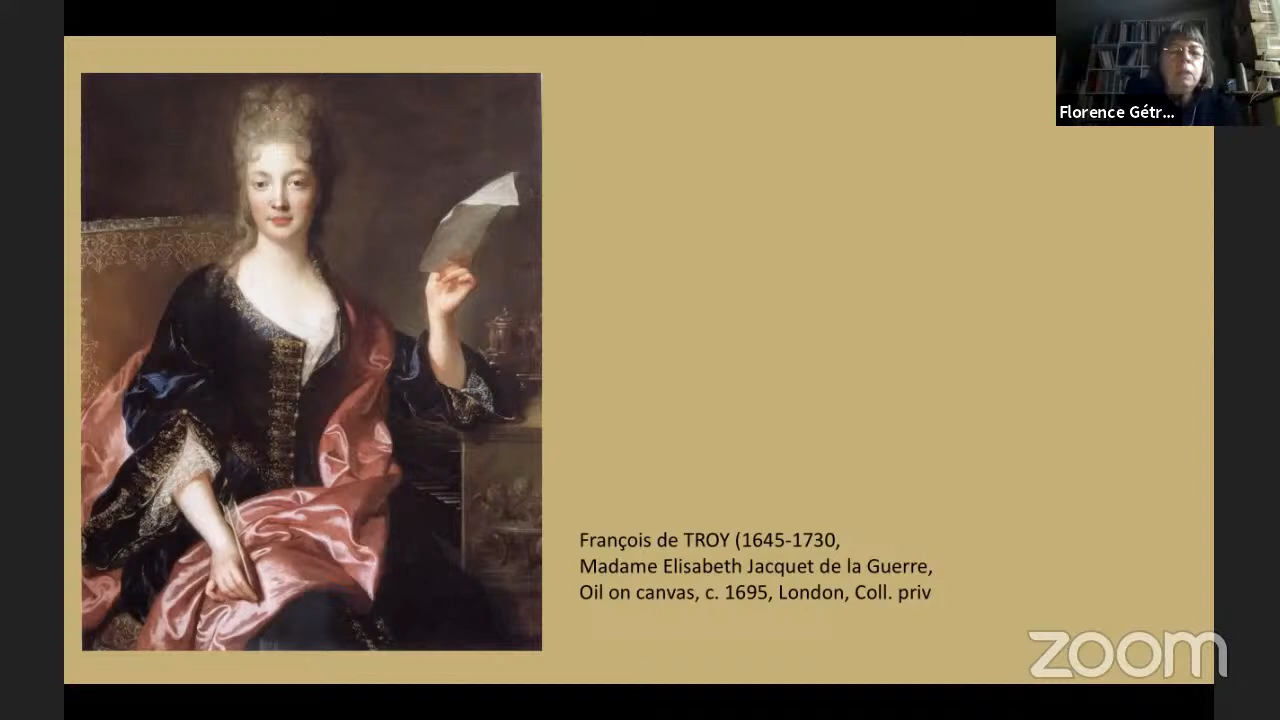 Florence Gétr...
François de TROY (1645-1730,
Madame Elisabeth Jacquet de la Guerre,
Oil on canvas, c. 1695, London, Coll. priv
zoom